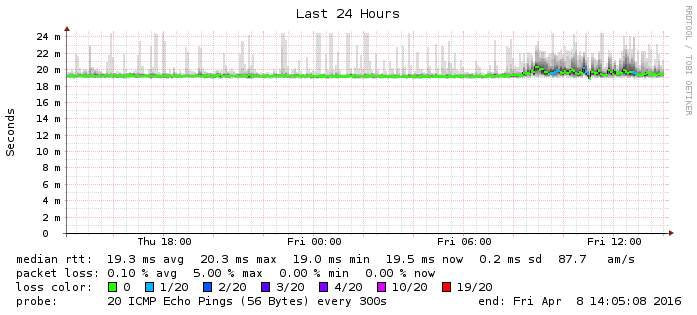 Last 24 Hours
RRDTOOL / TOBI OETIKER
Seconds
24 m
22 m
20 m
18 m
16 m
14 m
12 m
10 m
8 m
6 m
4 m
2 m
0
Thu 18:00 Fri 00:00 Fri 06:00 Fri 12:00
median rtt: 19.3 ms avg 20.3 ms max 19.0 ms min 19.5 ms now 0.2 ms sd 87.7 am/s
packet loss: 0.10 % avg 5.00 % max 0.00 % min 0.00 % now
loss color: 0 1/20 2/20 3/20 4/20 10/20 19/20
probe: 20 ICMP Echo Pings (56 Bytes) every 300s end: Fri Apr 8 14:05:08 2016